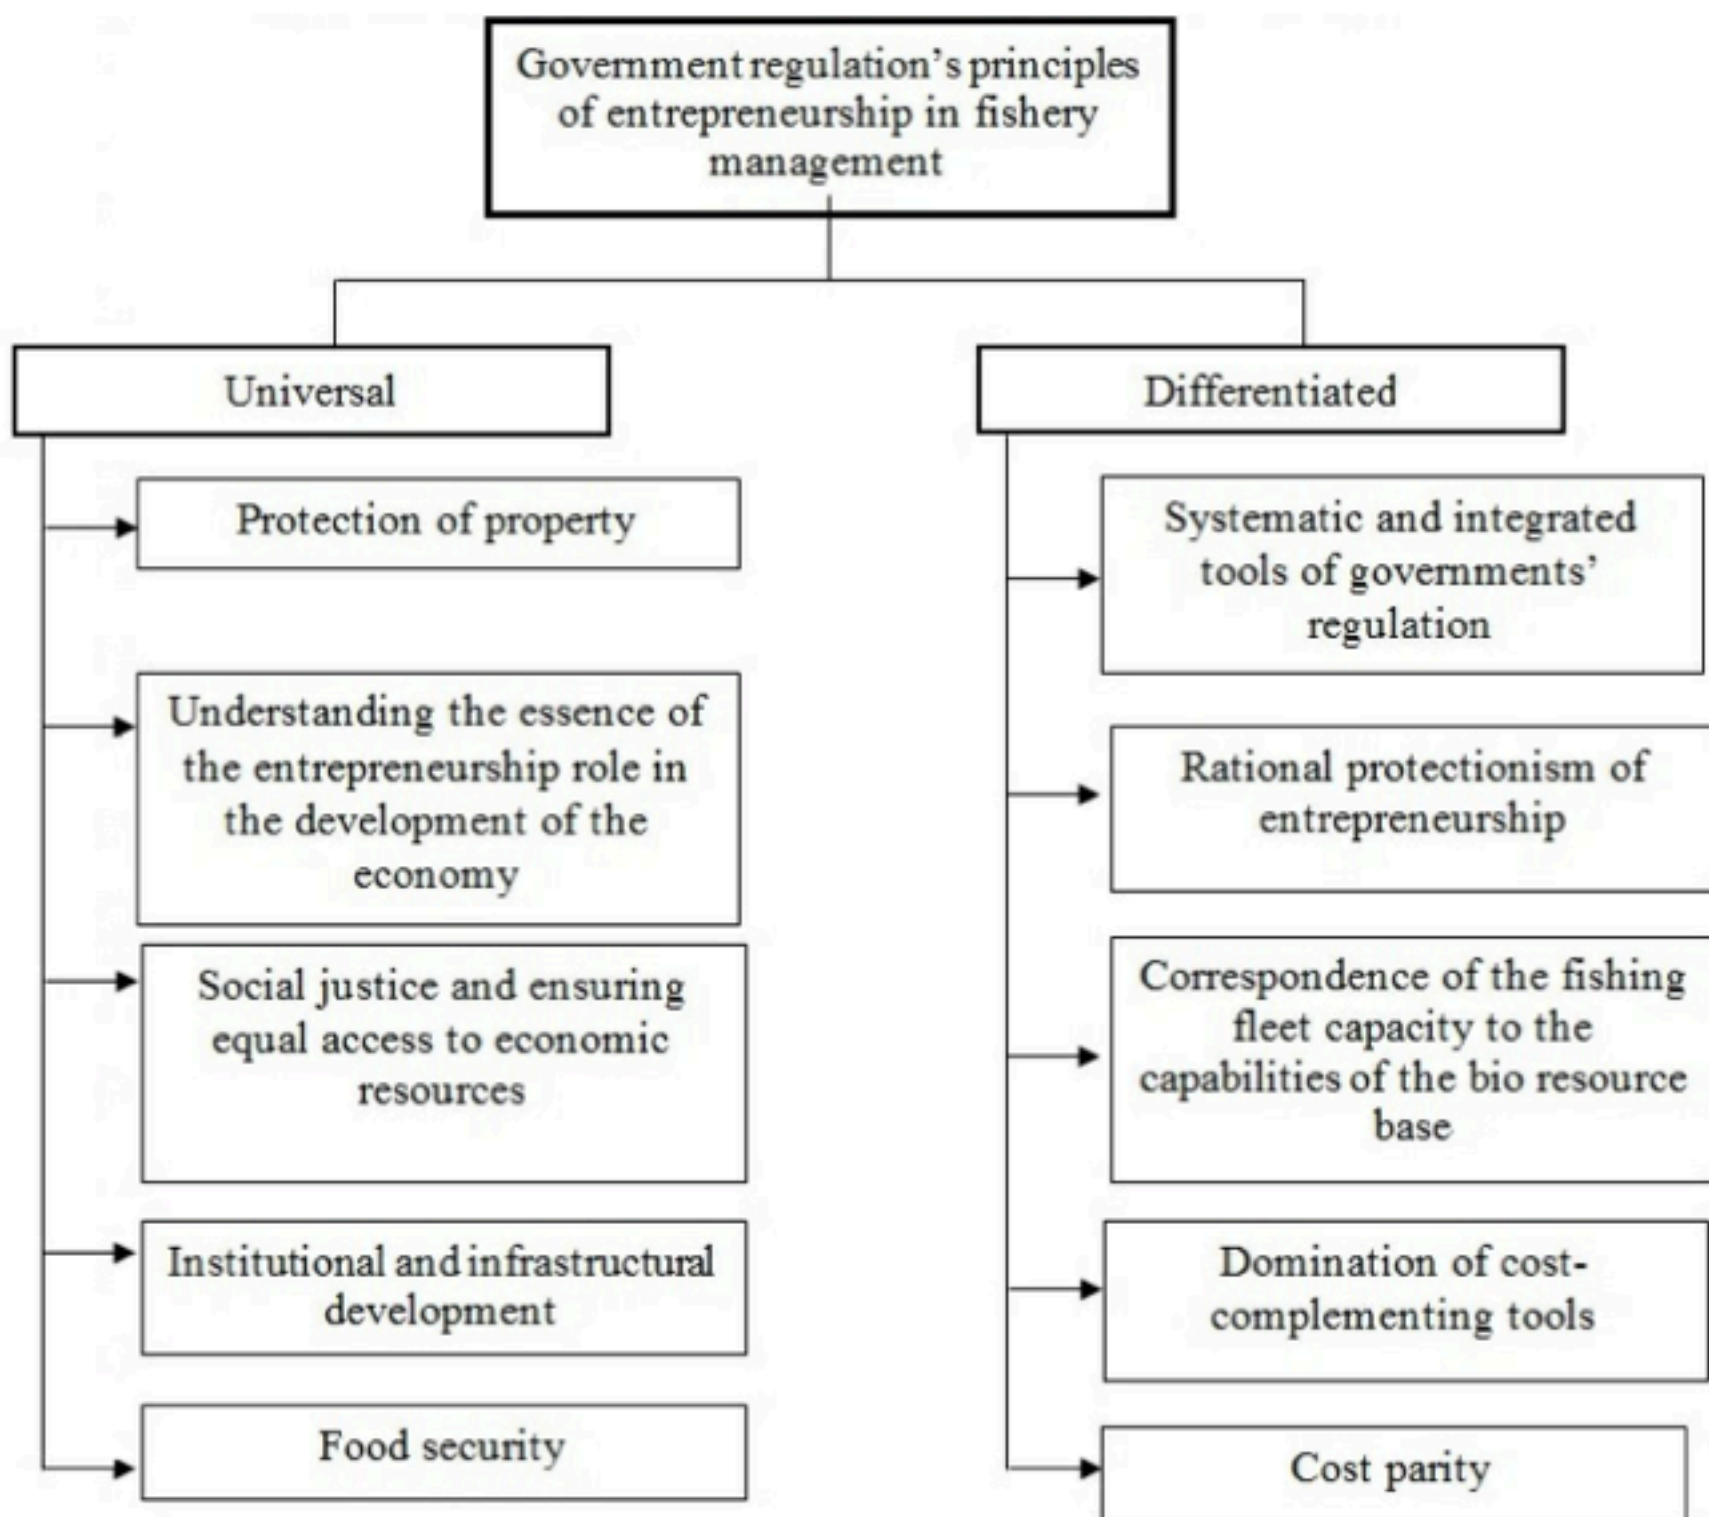 Government regulation’s principles
of entrepreneurship in fishery
management
Universal
Differentiated
Protection of property
Understanding the essence of
the entrepreneurship role in
the development of the
economy
Social justice and ensuring
equal access to economic
resources
Institutional and infrastructural
development
Food security
Systematic and integrated
tools of governments’
regulation
Rational protectionism of
entrepreneurship
Correspondence of the fishing
fleet capacity to the
capabilities of the bio resource
base
Domination of cost-
complementing tools
Cost parity